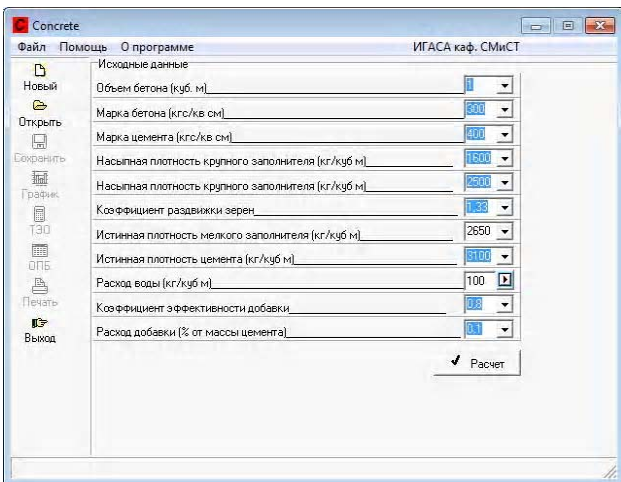 Concrete
Файл Помощь О программе ИГАСА каф. СМиСТ
Исходные данные
Новый
Открыть
Сохранить
График
ТЭО
ОПБ
Печать
Выход
Объем бетона (куб. м) 1
Марка бетона (кгс/кв см) 300
Марка цемента (кгс/кв см) 400
Насыпная плотность крупного заполнителя (кг/куб м) 1600
Насыпная плотность крупного заполнителя (кг/куб м) 2500
Коэффициент раздвижки зерен 1,33
Истинная плотность мелкого заполнителя (кг/куб м) 2650
Истинная плотность цемента (кг/куб м) 3100
Расход воды (кг/куб м) 100
Коэффициент эффективности добавки 0,8
Расход добавки (% от массы цемента) 0,1
Расчет